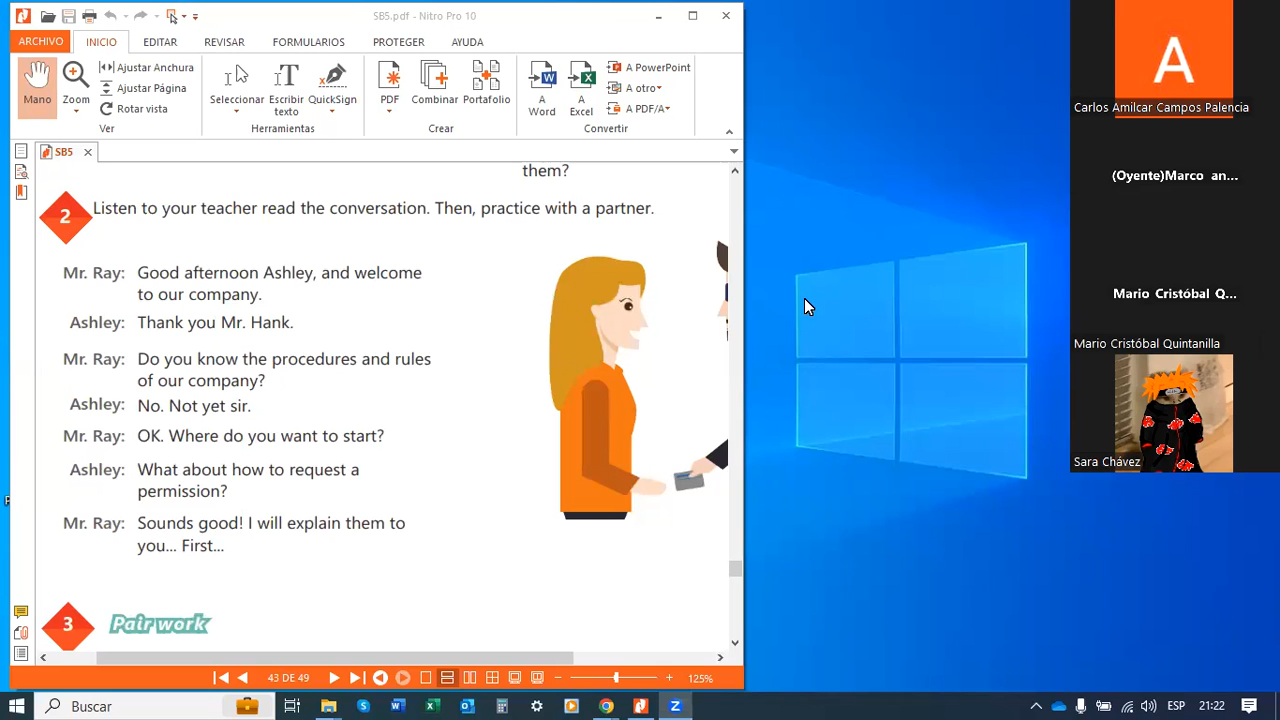 SB5.pdf - Nitro Pro 10
ARCHIVO INICIO EDITAR REVISAR FORMULARIOS PROTEGER AYUDA
Mano
Zoom
Ajustar Anchura
Ajustar Página
Rotar vista
Ver
Seleccionar
Escribir
texto
QuickSign
Herramientas
PDF
Combinar
Portafolio
Crear
A
Word
A
Excel
A PowerPoint
A otro
A PDF/A
Convertir
SB5
them?
2 Listen to your teacher read the conversation. Then, practice with a partner.
Mr. Ray: Good afternoon Ashley, and welcome
to our company.
Ashley: Thank you Mr. Hank.
Mr. Ray: Do you know the procedures and rules
of our company?
Ashley: No. Not yet sir.
Mr. Ray: OK. Where do you want to start?
Ashley: What about how to request a
permission?
Mr. Ray: Sounds good! I will explain them to
you... First...
3 Pair work
43 DE 49
125%
A
Carlos Amilcar Campos Palencia
(Oyente)Marco an...
Mario Cristóbal Q...
Mario Cristóbal Quintanilla
Sara Chávez
Buscar
ESP 21:22